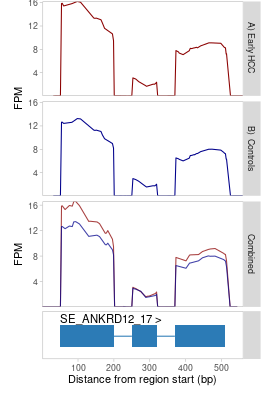 16
12
8
4
A) Early HCC
FPM
16
12
8
4
B) Controls
16
12
8
4
FPM
Combined
SE_ANKRD12_17 >
100 200 300 400 500
Distance from region start (bp)